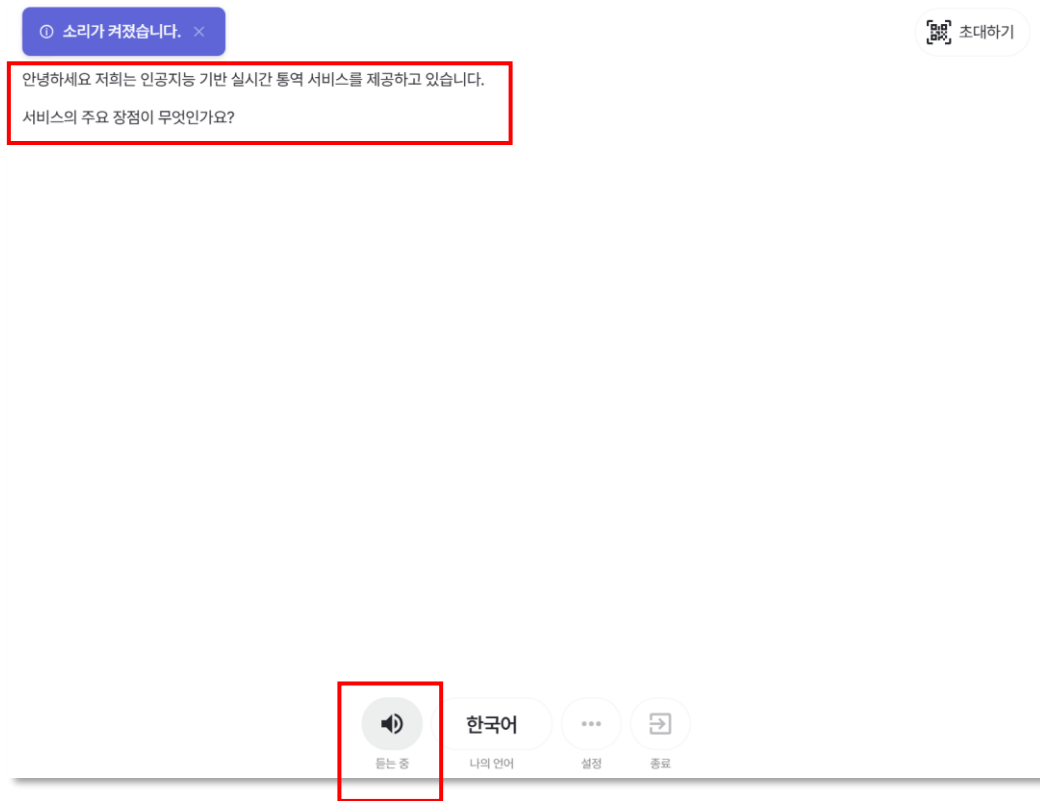 소리가 켜졌습니다.
초대하기
안녕하세요 저희는 인공지능 기반 실시간 통역 서비스를 제공하고 있습니다.
서비스의 주요 장점이 무엇인가요?
한국어
듣는 중
나의 언어
설정
종료